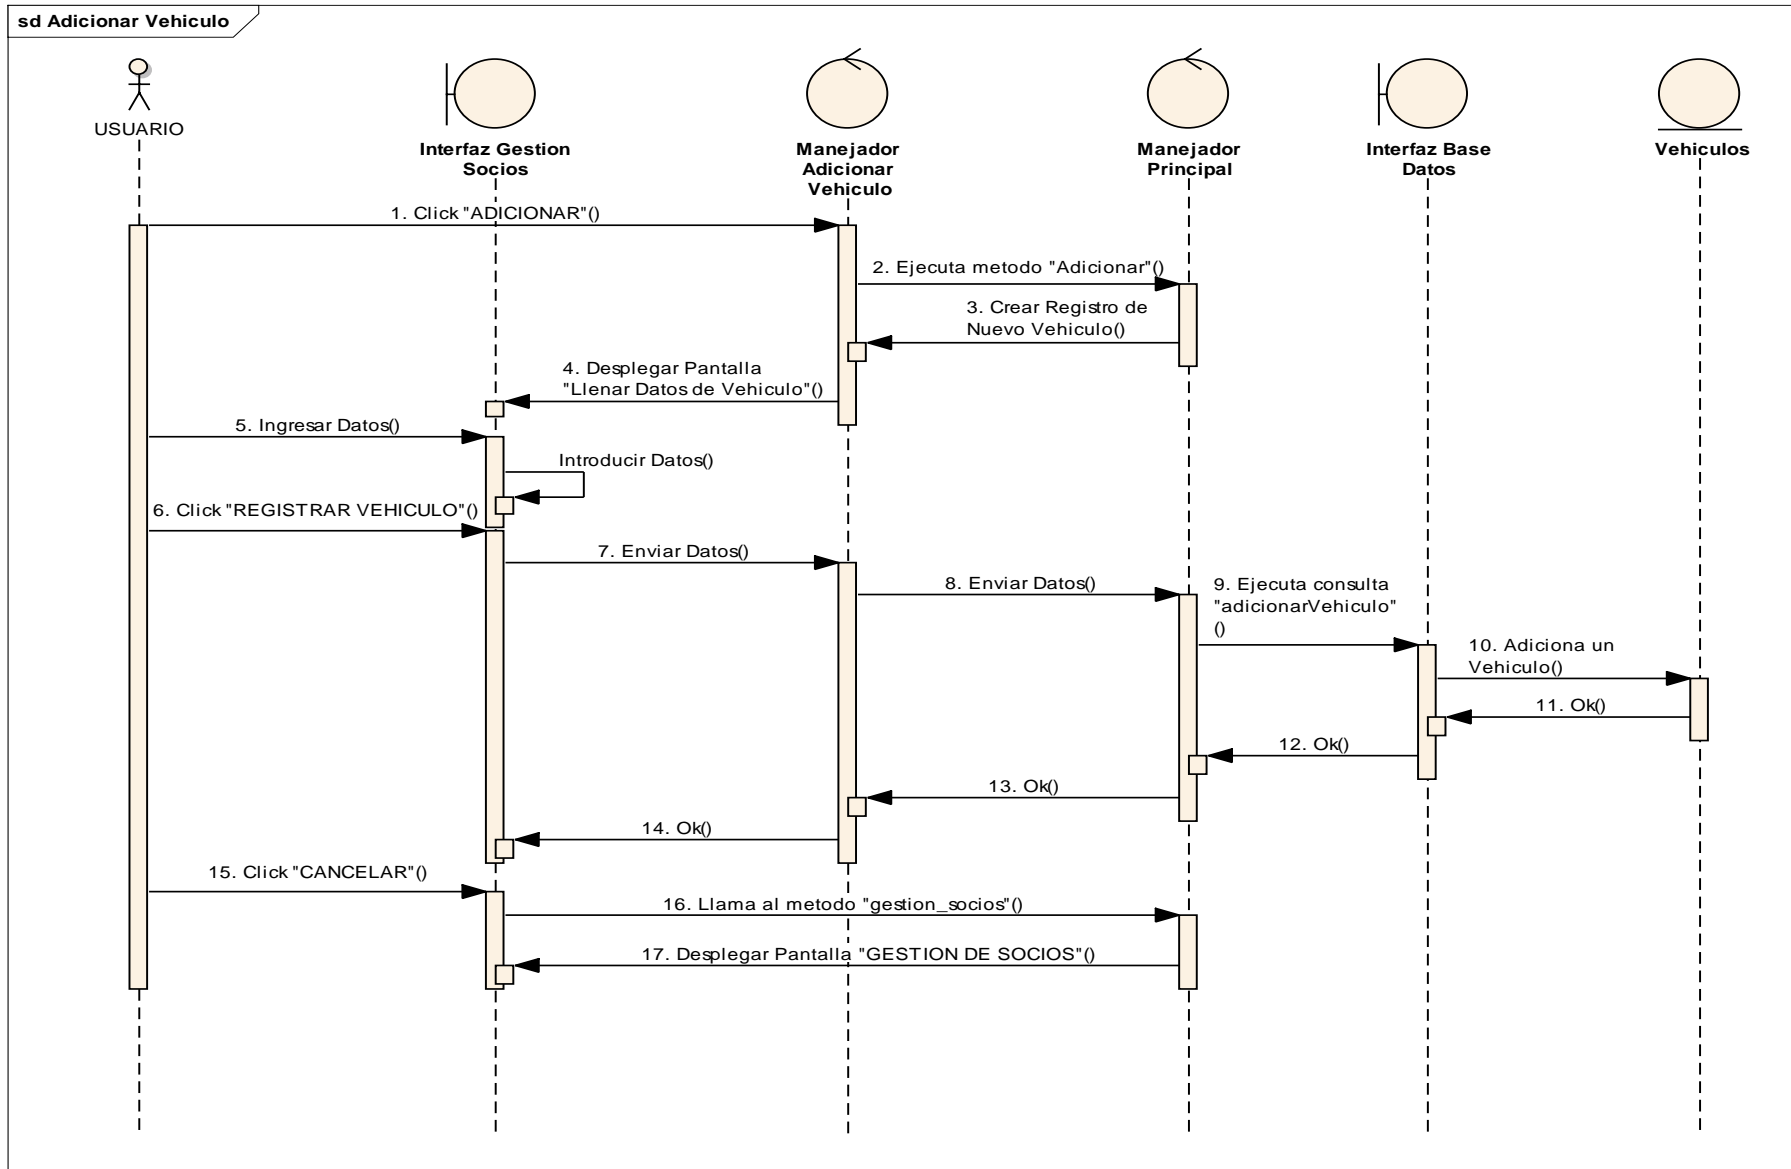 sd Adicionar Vehiculo
USUARIO
Interfaz Gestion
Socios
Manejador
Adicionar
Vehiculo
Manejador
Principal
Interfaz Base
Datos
Vehiculos
1. Click "ADICIONAR"()
2. Ejecuta metodo "Adicionar"()
3. Crear Registro de
Nuevo Vehiculo()
4. Desplegar Pantalla
"Llenar Datos de Vehiculo"()
5. Ingresar Datos()
Introducir Datos()
6. Click "REGISTRAR VEHICULO"()
7. Enviar Datos()
8. Enviar Datos()
9. Ejecuta consulta
"adicionarVehiculo"
()
10. Adiciona un
Vehiculo()
11. Ok()
12. Ok()
13. Ok()
14. Ok()
15. Click "CANCELAR"()
16. Llama al metodo "gestion_socios"()
17. Desplegar Pantalla "GESTION DE SOCIOS"()